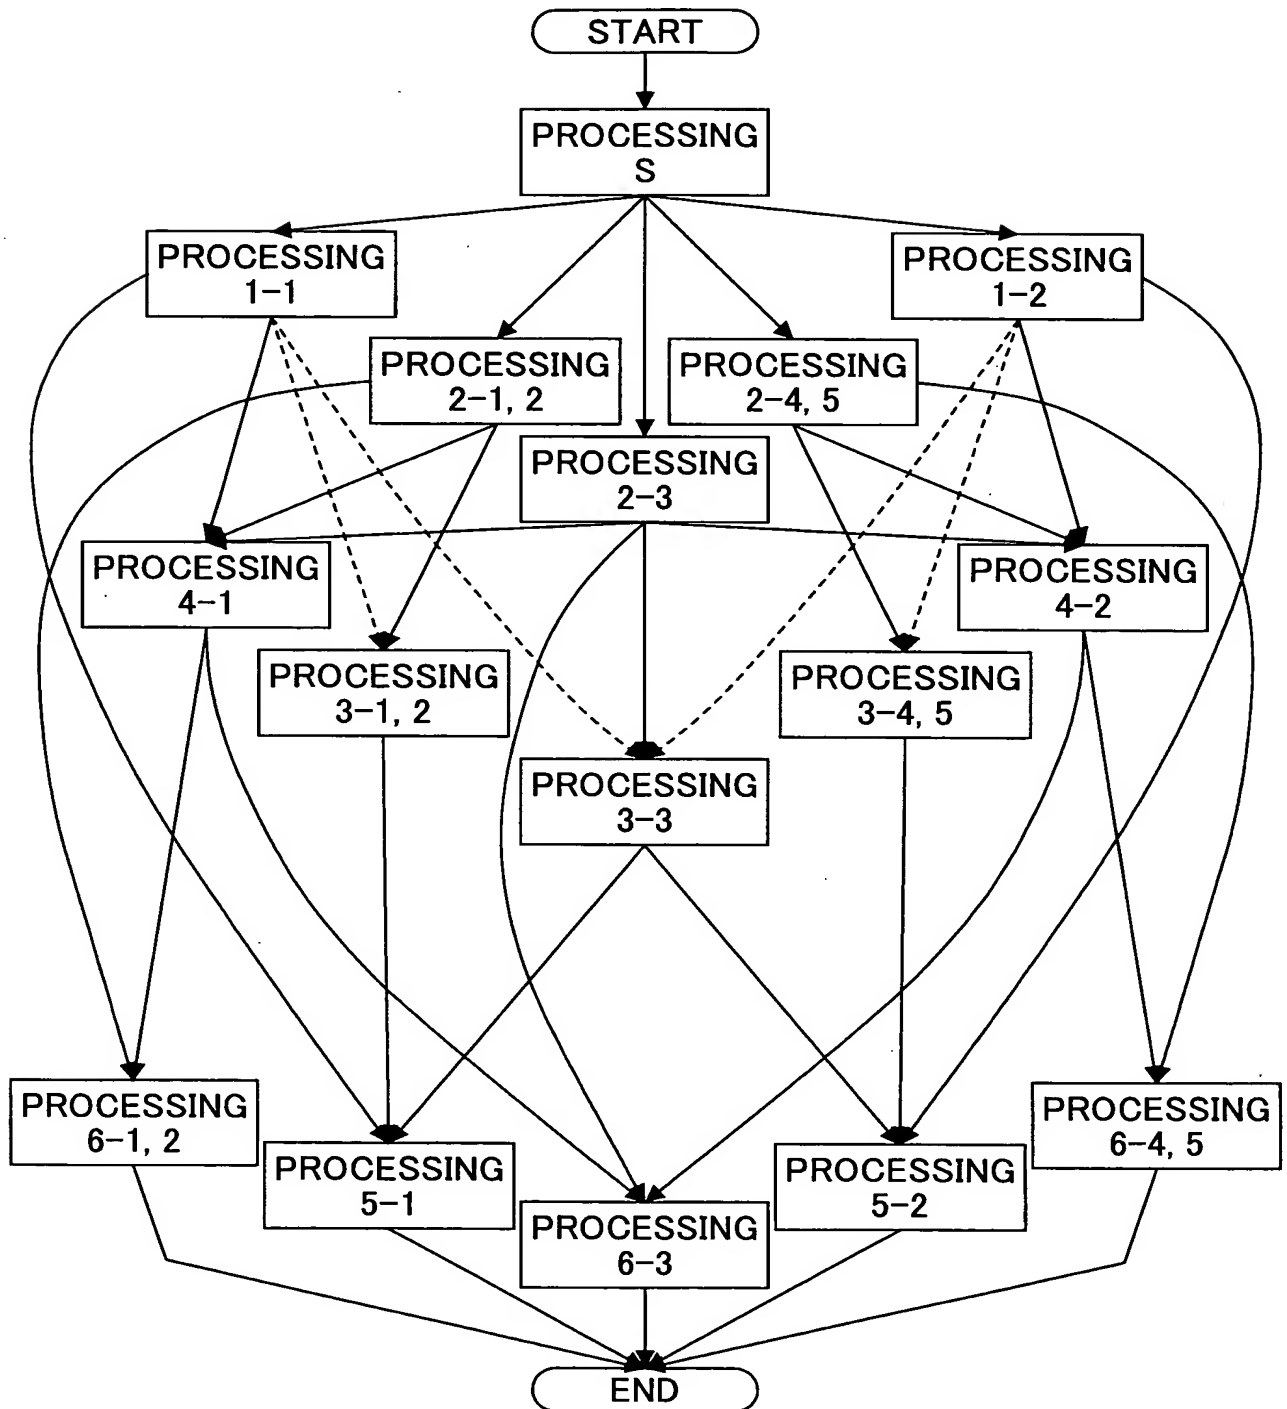 START
PROCESSING
S
PROCESSING
1-1
PROCESSING
1-2
PROCESSING
2-1, 2
PROCESSING
2-4, 5
PROCESSING
2-3
PROCESSING
4-1
PROCESSING
4-2
PROCESSING
3-1, 2
PROCESSING
3-4, 5
PROCESSING
3-3
PROCESSING
6-1, 2
PROCESSING
6-4, 5
PROCESSING
5-1
PROCESSING
5-2
PROCESSING
6-3
END